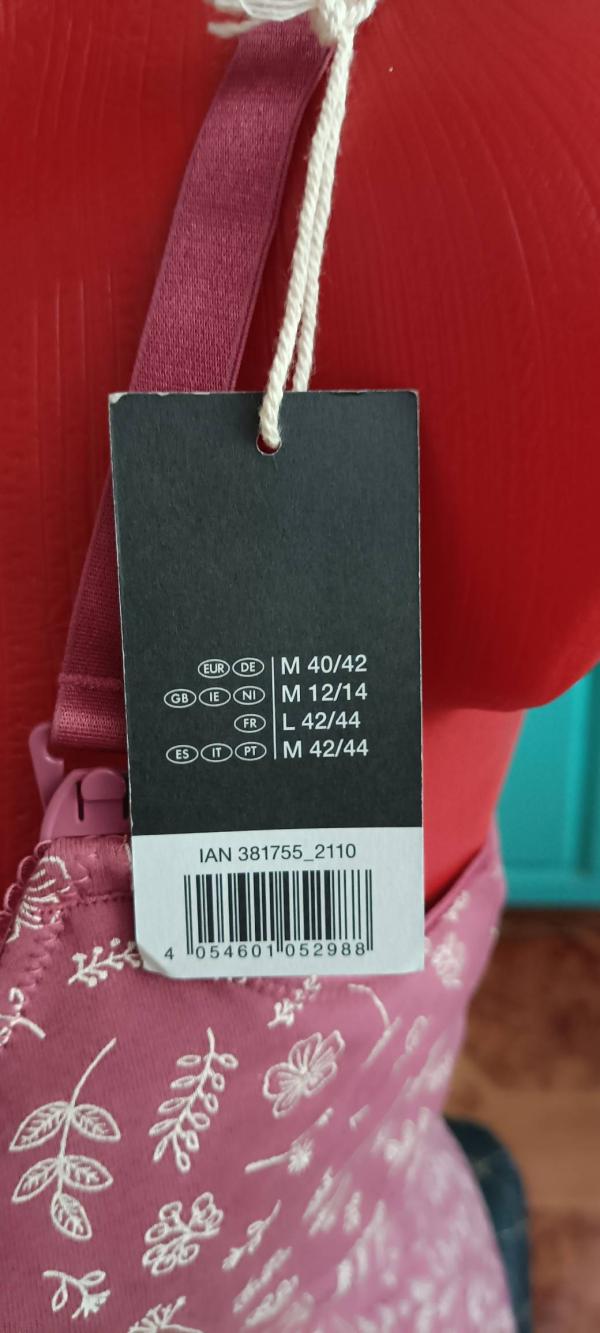 EUR DE M 40/42
GB IE NI M 12/14
FR L 42/44
ES IT PT M 42/44
IAN 381755_2110
4 054601 052988